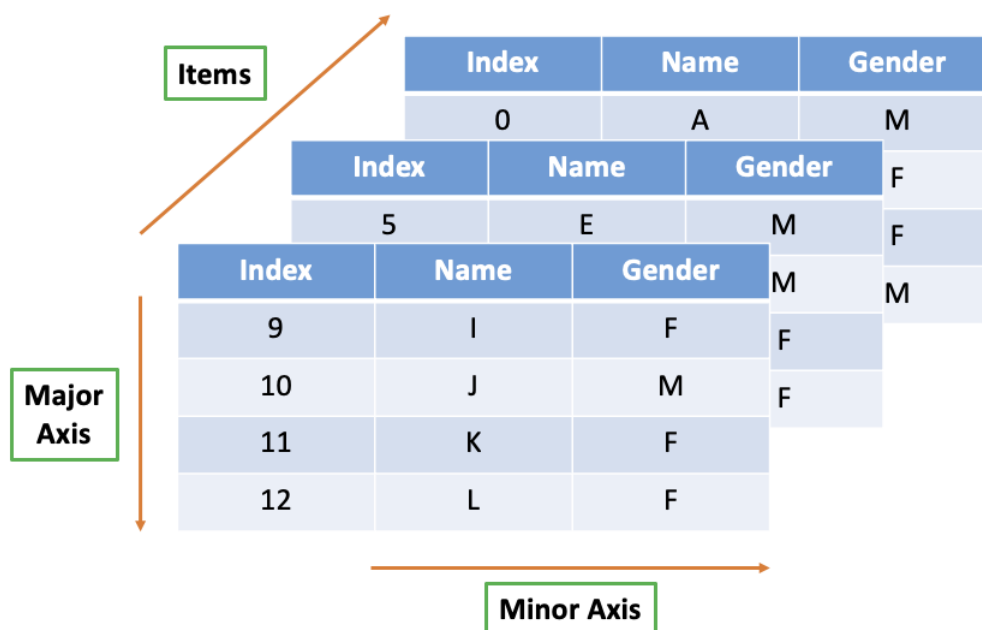 Items
Index Name Gender
0 A M
F
F
M
Index Name Gender
5 E M
M
F
F
Index Name Gender
9 I F
10 J M
11 K F
12 L F
Major
Axis
Minor Axis